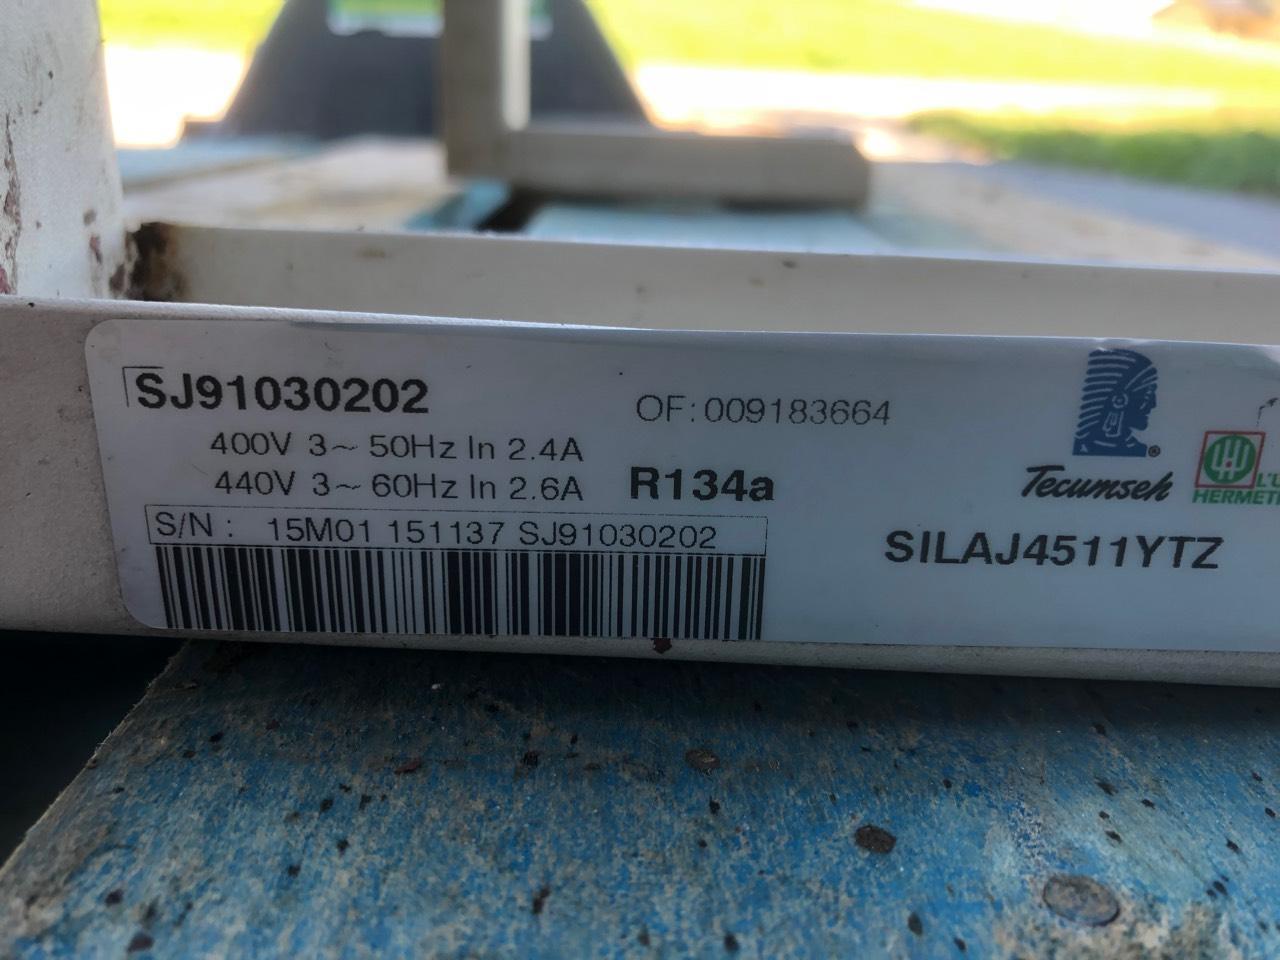 SJ91030202
OF:009183664
400V 3~ 50Hz In 2.4A
440V 3~ 60Hz In 2.6A
R134a
S/N : 15M01 151137 SJ91030202
®
Tecumseh
L'U
HERMETI
SILAJ4511YTZ